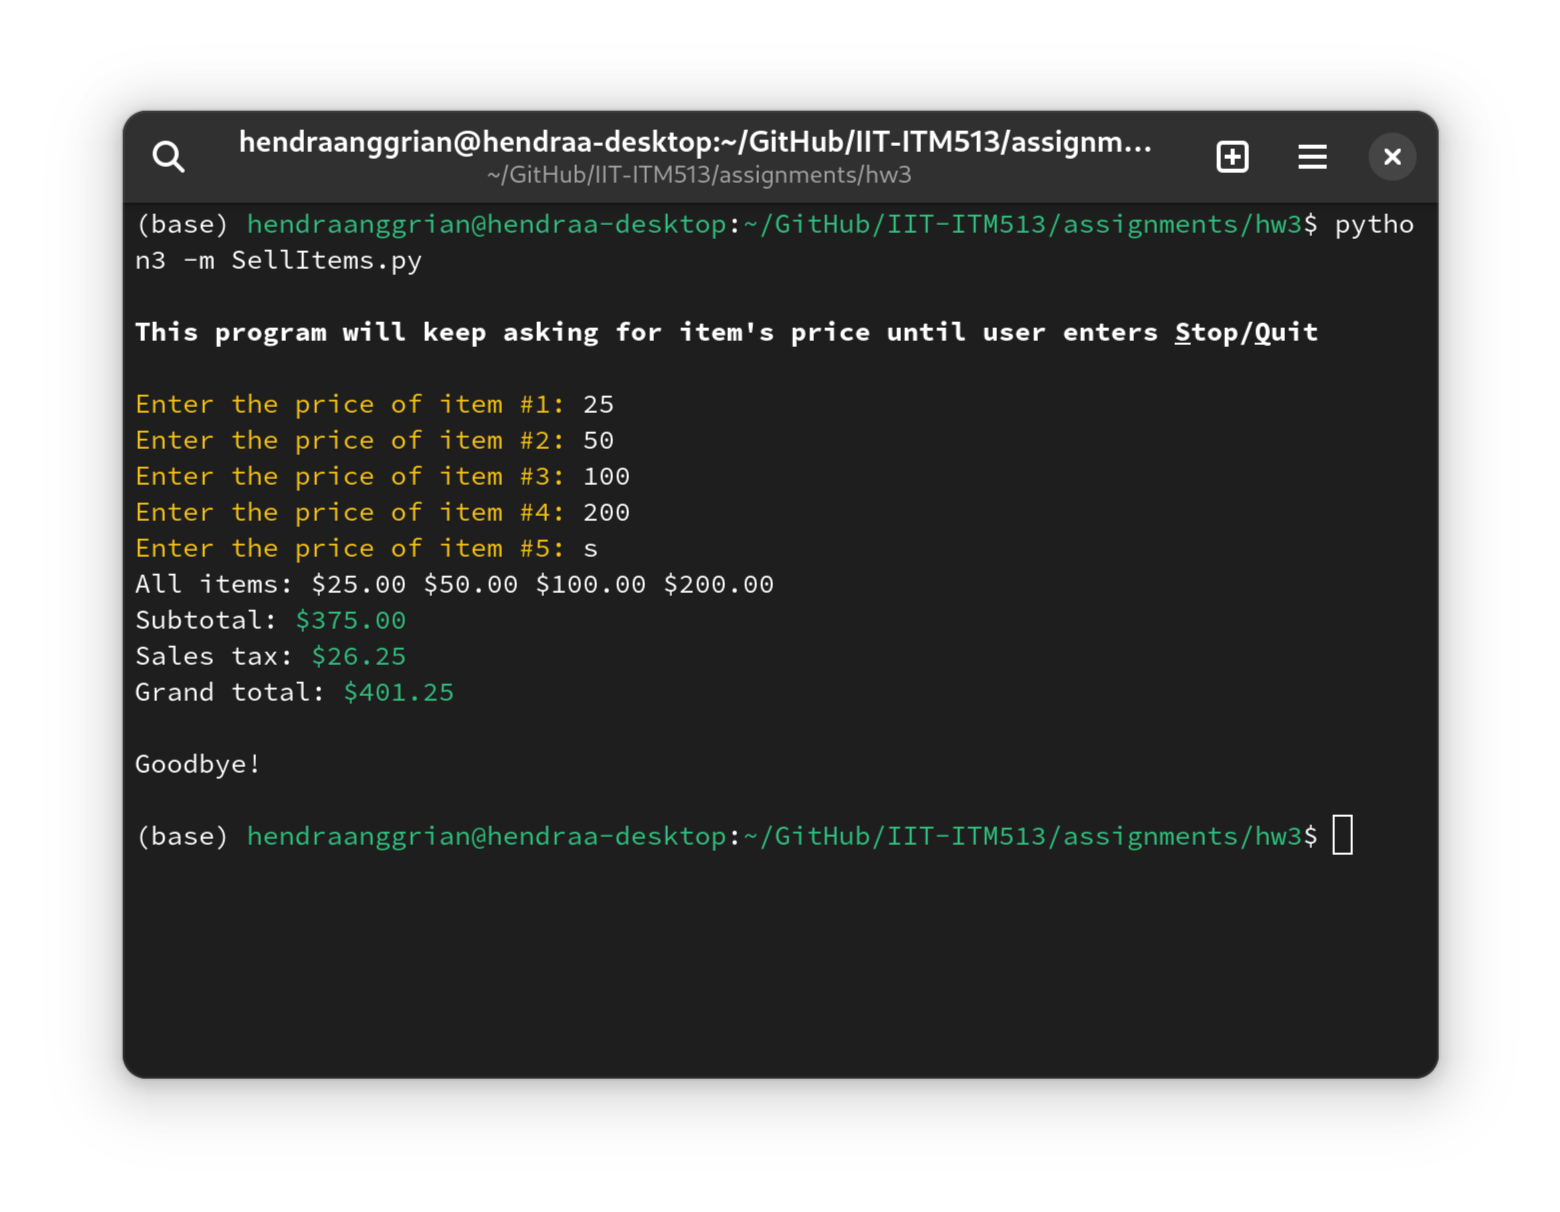 hendraanggrian@hendraa-desktop:~/GitHub/IIT-ITM513/assignm...
~/GitHub/IIT-ITM513/assignments/hw3
(base) hendraanggrian@hendraa-desktop:~/GitHub/IIT-ITM513/assignments/hw3$ pytho
n3 -m SellItems.py
This program will keep asking for item's price until user enters Stop/Quit
Enter the price of item #1: 25
Enter the price of item #2: 50
Enter the price of item #3: 100
Enter the price of item #4: 200
Enter the price of item #5: s
All items: $25.00 $50.00 $100.00 $200.00
Subtotal: $375.00
Sales tax: $26.25
Grand total: $401.25
Goodbye!
(base) hendraanggrian@hendraa-desktop:~/GitHub/IIT-ITM513/assignments/hw3$